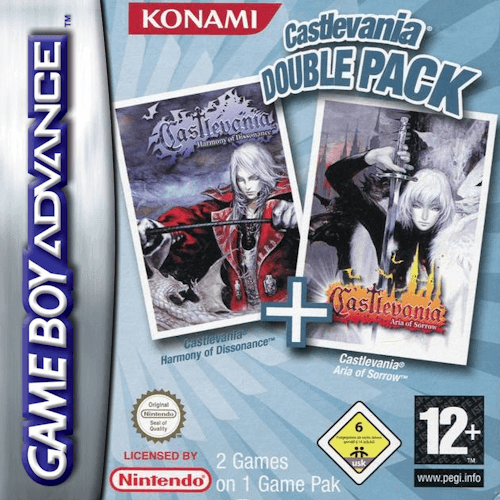 GAME BOY ADVANCE™
KONAMI
Castlevania®
DOUBLE PACK
Castlevania
Harmony of Dissonance
Castlevania
Aria of Sorrow
+
Castlevania®
Harmony of Dissonance™
Castlevania®
Aria of Sorrow™
Original
Nintendo
Seal of
Quality
LICENSED BY
Nintendo
2 Games
on 1 Game Pak
6
usk
12+
www.pegi.info